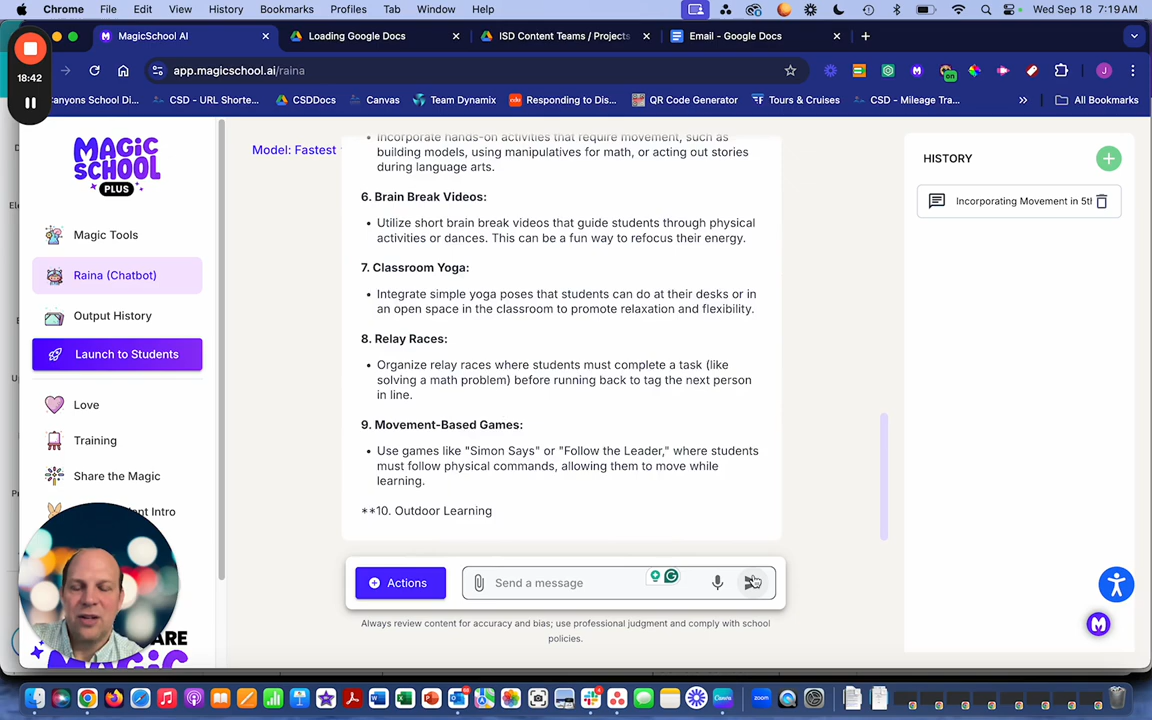 Chrome File Edit View History Bookmarks Profiles Tab Window Help Wed Sep 18 7:19 AM
MagicSchool AI Loading Google Docs ISD Content Teams / Projects Email - Google Docs
18:42
app.magicschool.ai/raina
Canyons School Di... CSD - URL Shorte... CSDDocs Canvas Team Dynamix Responding to Dis... QR Code Generator Tours & Cruises CSD - Mileage Tra... » All Bookmarks
MAGIC
SCHOOL
PLUS
Magic Tools
Raina (Chatbot)
Output History
Launch to Students
Love
Training
Share the Magic
nt Intro
Model: Fastest
Incorporate hands-on activities that require movement, such as
building models, using manipulatives for math, or acting out stories
during language arts.
6. Brain Break Videos:
• Utilize short brain break videos that guide students through physical
activities or dances. This can be a fun way to refocus their energy.
7. Classroom Yoga:
• Integrate simple yoga poses that students can do at their desks or in
an open space in the classroom to promote relaxation and flexibility.
8. Relay Races:
• Organize relay races where students must complete a task (like
solving a math problem) before running back to tag the next person
in line.
9. Movement-Based Games:
• Use games like "Simon Says" or "Follow the Leader," where students
must follow physical commands, allowing them to move while
learning.
**10. Outdoor Learning
Actions
Send a message
Always review content for accuracy and bias; use professional judgment and comply with school
policies.
HISTORY
Incorporating Movement in 5th